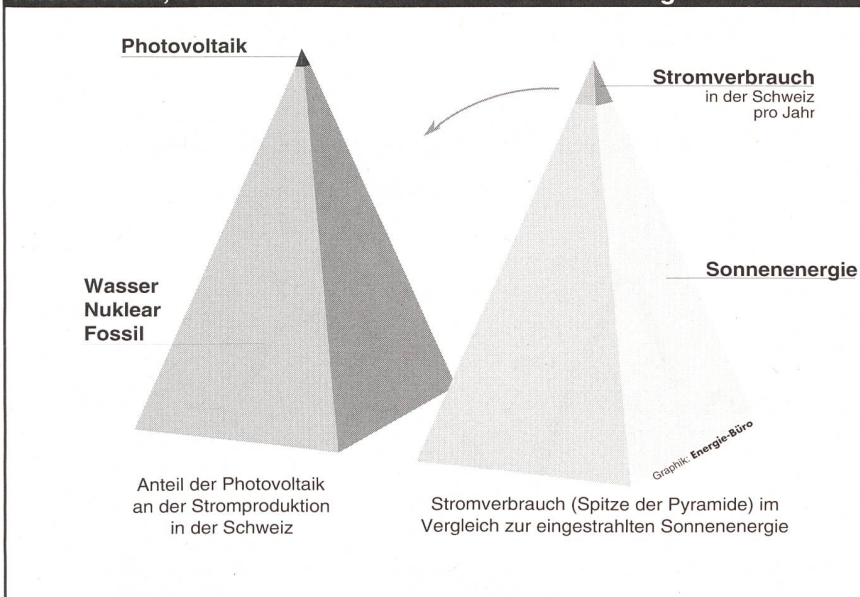 Photovoltaik
Stromverbrauch
in der Schweiz
pro Jahr
Wasser
Nuklear
Fossil
Sonnenenergie
Graphik: Energie-Büro
Anteil der Photovoltaik
an der Stromproduktion
in der Schweiz
Stromverbrauch (Spitze der Pyramide) im
Vergleich zur eingestrahlten Sonnenenergie